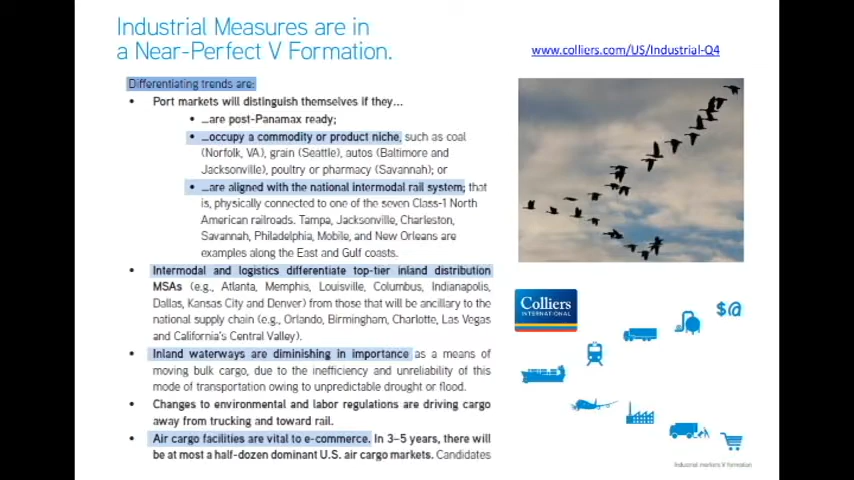 Industrial Measures are in
a Near-Perfect V Formation.
www.colliers.com/US/Industrial-Q4
Differentiating trends are:
• Port markets will distinguish themselves if they...
• ...are post-Panamax ready;
• ...occupy a commodity or product niche, such as coal
(Norfolk, VA), grain (Seattle), autos (Baltimore and
Jacksonville), poultry or pharmacy (Savannah); or
• ...are aligned with the national intermodal rail system; that
is, physically connected to one of the seven Class-1 North
American railroads. Tampa, Jacksonville, Charleston,
Savannah, Philadelphia, Mobile, and New Orleans are
examples along the East and Gulf coasts.
• Intermodal and logistics differentiate top-tier inland distribution
MSAs (e.g., Atlanta, Memphis, Louisville, Columbus, Indianapolis,
Dallas, Kansas City and Denver) from those that will be ancillary to the
national supply chain (e.g., Orlando, Birmingham, Charlotte, Las Vegas
and California's Central Valley).
• Inland waterways are diminishing in importance as a means of
moving bulk cargo, due to the inefficiency and unreliability of this
mode of transportation owing to unpredictable drought or flood.
• Changes to environmental and labor regulations are driving cargo
away from trucking and toward rail.
• Air cargo facilities are vital to e-commerce. In 3–5 years, there will
be at most a half-dozen dominant U.S. air cargo markets. Candidates
Colliers
INTERNATIONAL
$@
Industrial markets V formation